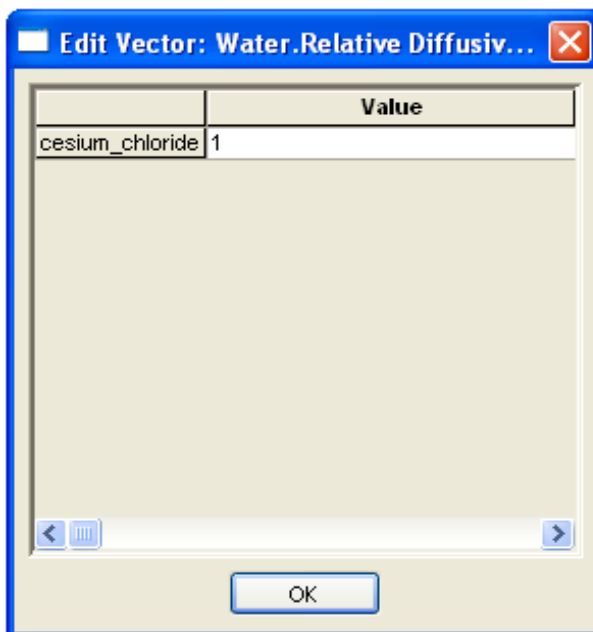 Edit Vector: Water.Relative Diffusiv...
Value
cesium_chloride 1
OK